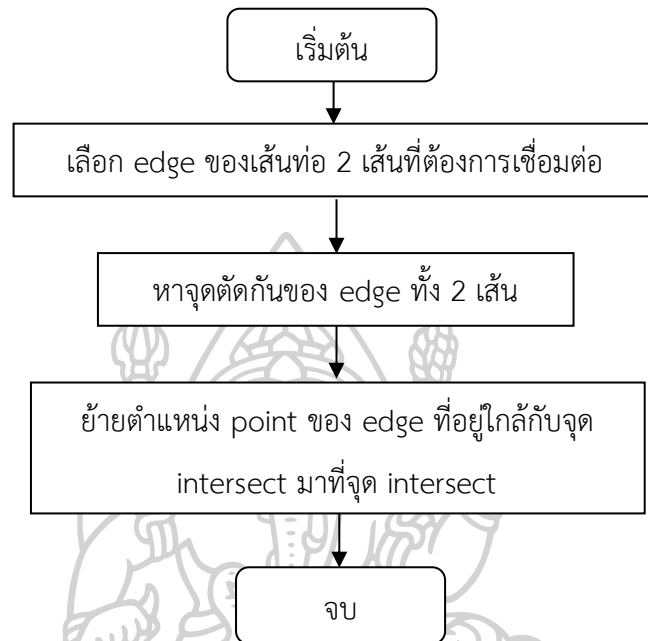 เริ่มต้น
เลือก edge ของเส้นท่อ 2 เส้นที่ต้องการเชื่อมต่อ
หาจุดตัดกันของ edge ทั้ง 2 เส้น
ย้ายตำแหน่ง point ของ edge ที่อยู่ใกล้กับจุด
intersect มาที่จุด intersect
จบ